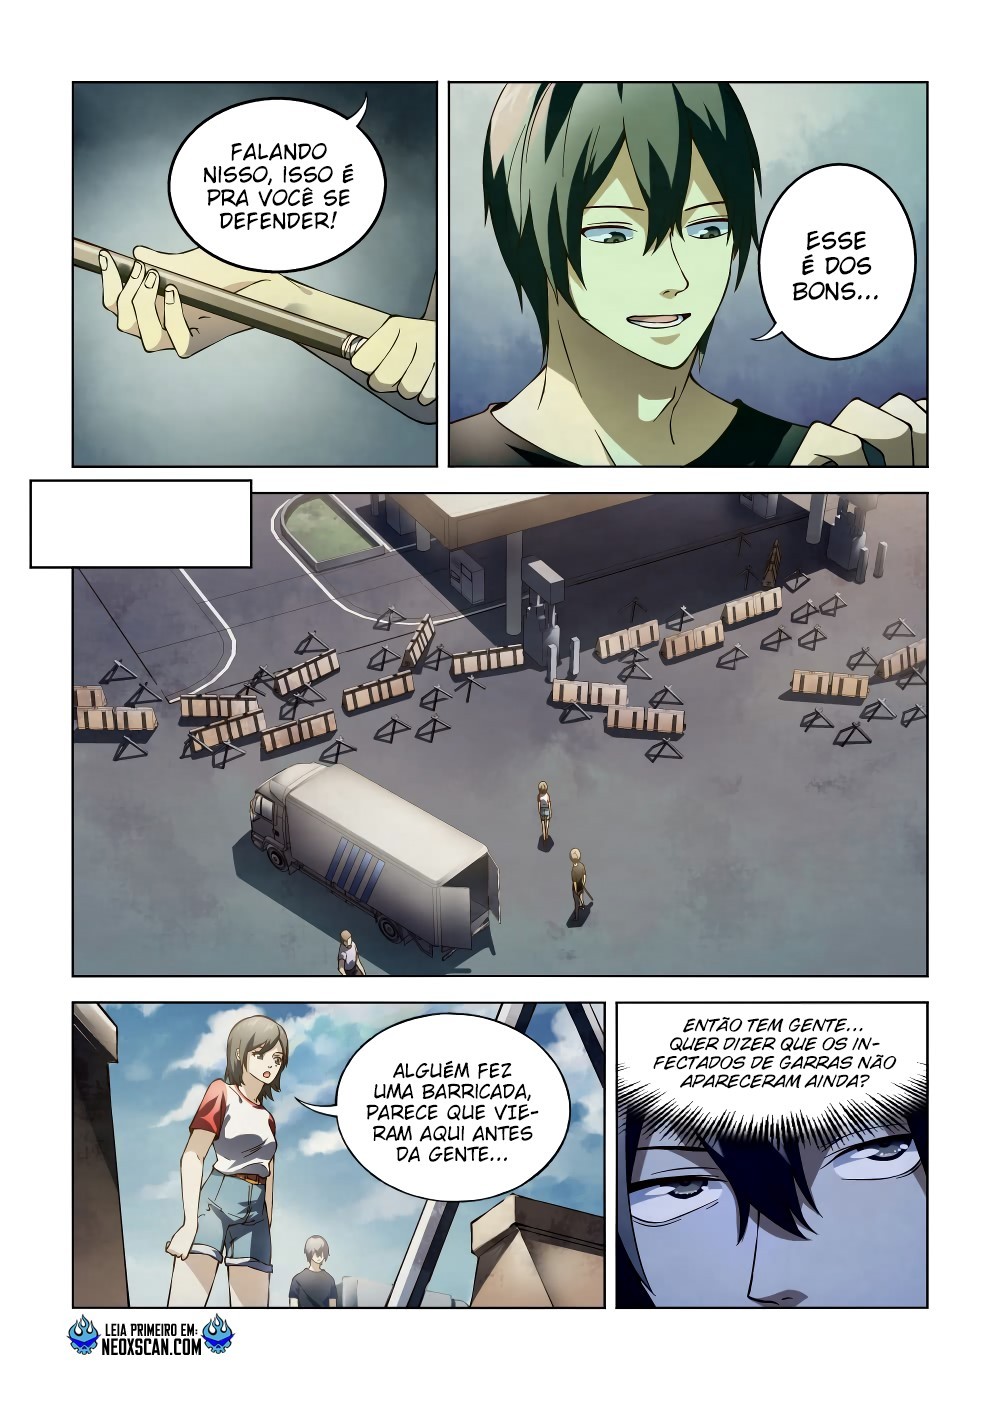 FALANDO
NISSO, ISSO É
PRA VOCÊ SE
DEFENDER!
ESSE
É DOS
BONS...
ALGUÉM FEZ
UMA BARRICADA,
PARECE QUE VIE-
RAM AQUI ANTES
DA GENTE...
ENTÃO TEM GENTE...
QUER DIZER QUE OS IN-
FECTADOS DE GARRAS NÃO
APARECERAM AINDA?
LEIA PRIMEIRO EM:
NEOXSCAN.COM